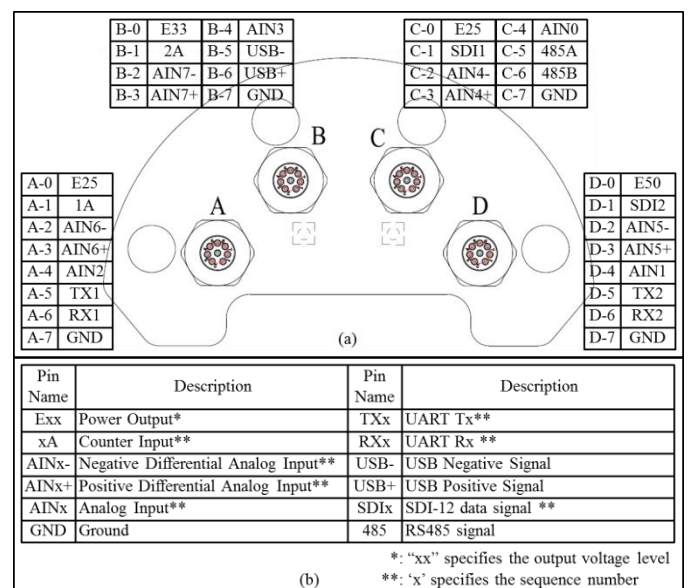 B-0 E33 B-4 AIN3
B-1 2A B-5 USB-
B-2 AIN7- B-6 USB+
B-3 AIN7+ B-7 GND
C-0 E25 C-4 AIN0
C-1 SDI1 C-5 485A
C-2 AIN4- C-6 485B
C-3 AIN4+ C-7 GND
B C
A D
A-0 E25
A-1 1A
A-2 AIN6-
A-3 AIN6+
A-4 AIN2
A-5 TX1
A-6 RX1
A-7 GND
D-0 E50
D-1 SDI2
D-2 AIN5-
D-3 AIN5+
D-4 AIN1
D-5 TX2
D-6 RX2
D-7 GND
(a)
Pin Name Description Pin Name Description
Exx Power Output* TXx UART Tx**
xA Counter Input** RXx UART Rx **
AINx- Negative Differential Analog Input** USB- USB Negative Signal
AINx+ Positive Differential Analog Input** USB+ USB Positive Signal
AINx Analog Input** SDIx SDI-12 data signal **
GND Ground 485 RS485 signal
*: “xx” specifies the output voltage level
(b) **: ‘x’ specifies the sequence number